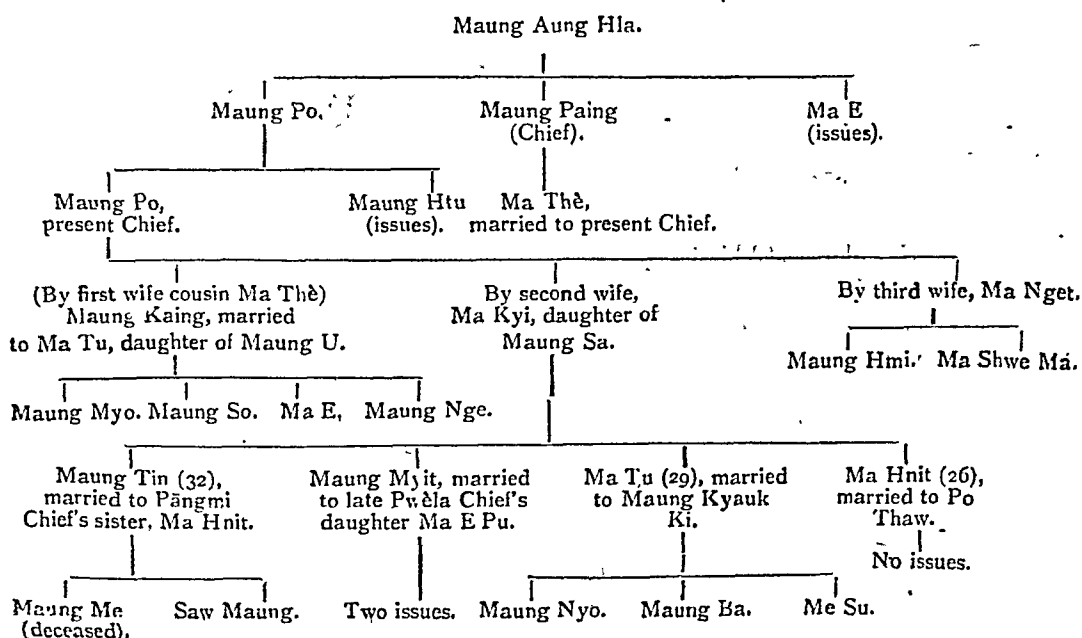 Maung Aung Hla.
Maung Po.
Maung Paing
(Chief).
Ma E
(issues).
Maung Po,
present Chief.
Maung Htu
(issues).
Ma Thè,
married to present Chief.
(By first wife cousin Ma Thè)
Maung Kaing, married
to Ma Tu, daughter of Maung U.
By second wife,
Ma Kyi, daughter of
Maung Sa.
By third wife, Ma Nget.
Maung Hmi. Ma Shwe Má.
Maung Myo. Maung So. Ma E, Maung Nge.
Maung Tin (32),
married to Pāngmi
Chief's sister, Ma Hnit.
Maung Myit, married
to late Pwèla Chief's
daughter Ma E Pu.
Ma Tu (29), married
to Maung Kyauk
Ki.
Ma Hnit (26),
married to Po
Thaw.
No issues.
Maung Me
(deceased).
Saw Maung.
Two issues.
Maung Nyo.
Maung Ba.
Me Su.